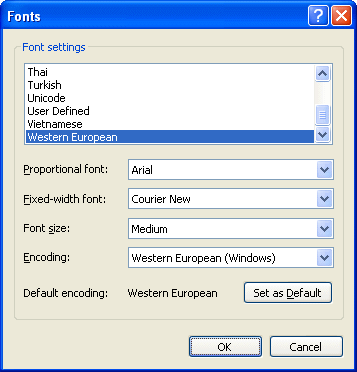 Fonts
Font settings
Thai
Turkish
Unicode
User Defined
Vietnamese
Western European
Proportional font: Arial
Fixed-width font: Courier New
Font size: Medium
Encoding: Western European (Windows)
Default encoding: Western European Set as Default
OK Cancel